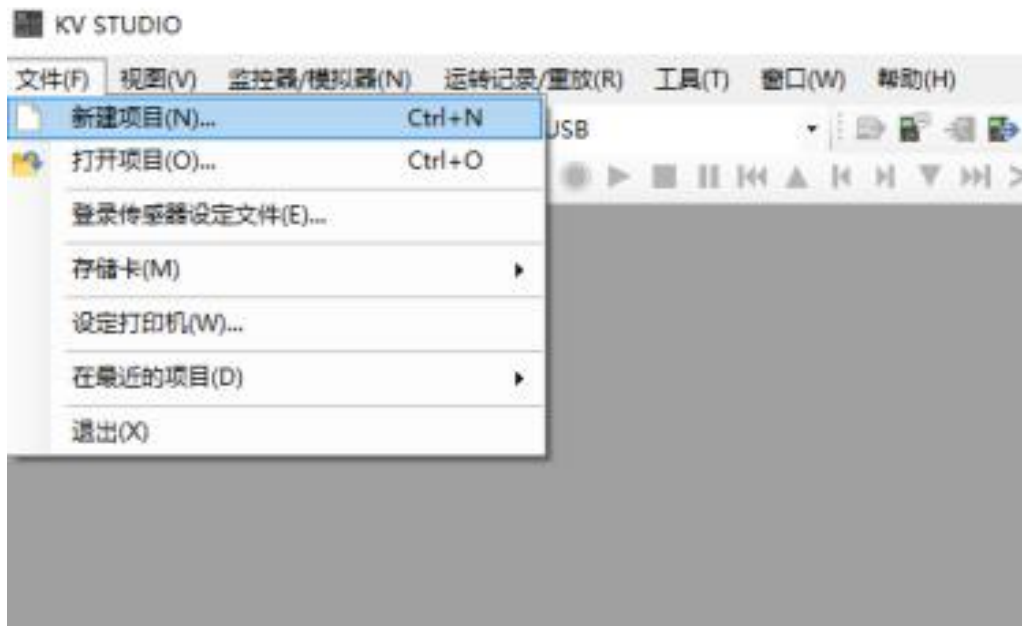 KV STUDIO
文件(F) 视图(V) 监控器/模拟器(N) 运转记录/重放(R) 工具(T) 窗口(W) 帮助(H)
新建项目(N)... Ctrl+N
USB
打开项目(O)... Ctrl+O
登录传感器设定文件(E)...
存储卡(M)
设定打印机(W)...
在最近的项目(D)
退出(X)